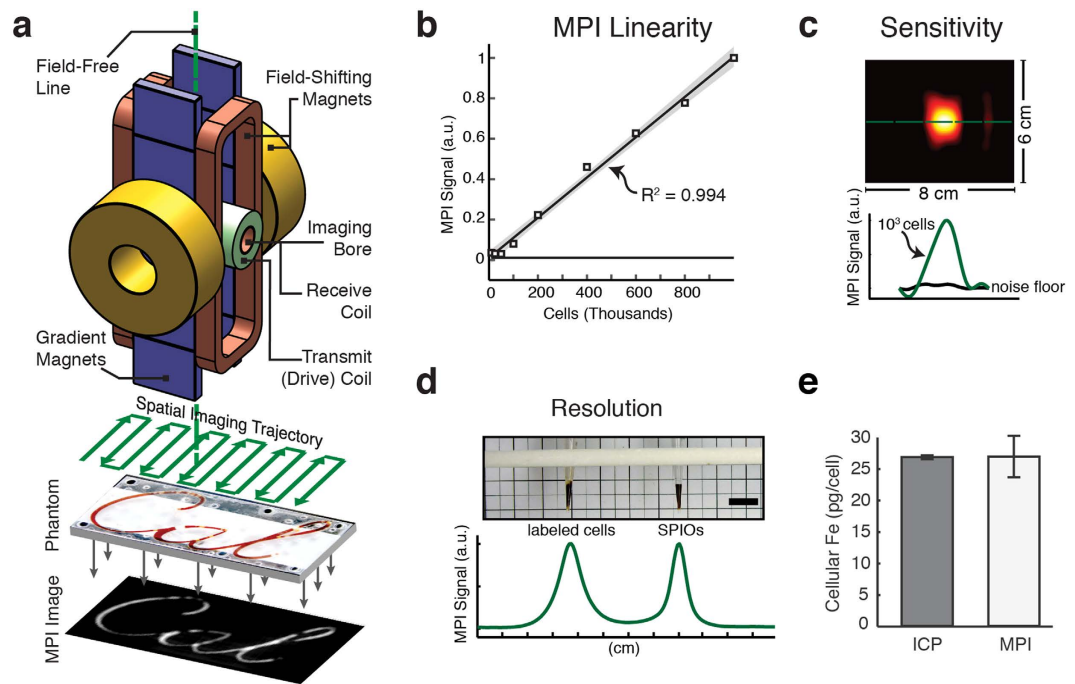 a
Field-Free
Line
Field-Shifting
Magnets
Imaging
Bore
Receive
Coil
Gradient
Magnets
Transmit
(Drive) Coil
Spatial Imaging Trajectory
Phantom
Cal
MPI Image
Cal
b
MPI Linearity
MPI Signal (a.u.)
1
0.8
0.6
0.4
0.2
0
R² = 0.994
0 200 400 600 800
Cells (Thousands)
c
Sensitivity
6 cm
8 cm
MPI Signal (a.u.)
10³ cells
noise floor
d
Resolution
labeled cells SPIOs
MPI Signal (a.u.)
(cm)
e
Cellular Fe (pg/cell)
30
25
20
15
10
5
0
ICP MPI